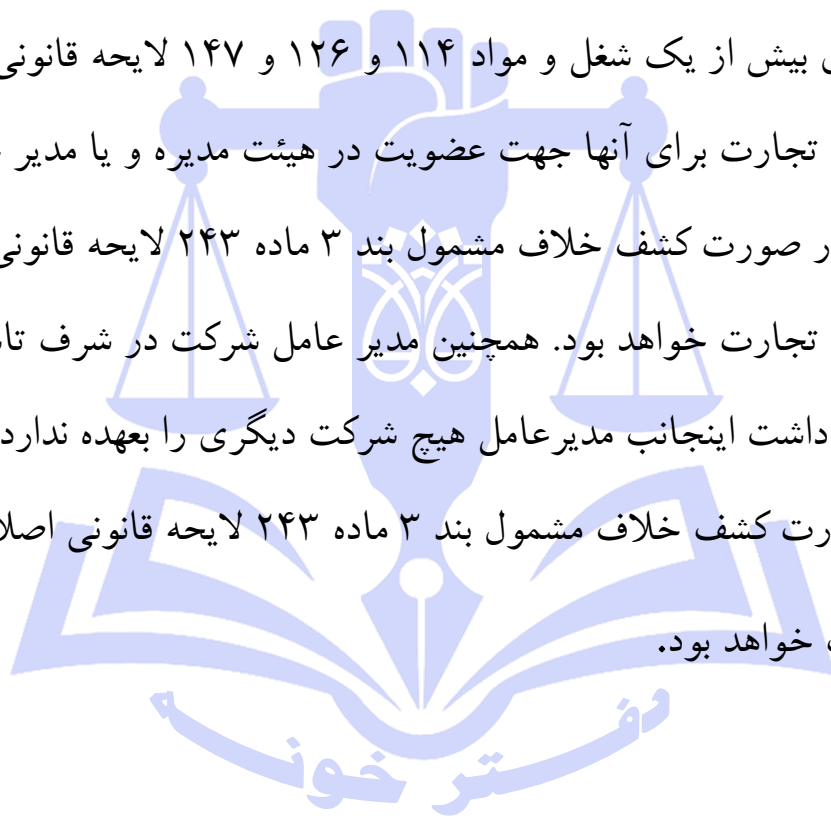 بیش از یک شغل و مواد ۱۱۴ و ۱۲۶ و ۱۴۷ لایحه قانونی
تجارت برای آنها جهت عضویت در هیئت مدیره و یا مدیر
صورت کشف خلاف مشمول بند ۳ ماده ۲۴۳ لایحه قانونی
تجارت خواهد بود. همچنین مدیر عامل شرکت در شرف
داشت اینجانب مدیرعامل هیچ شرکت دیگری را بعهده ندارد
کشف خلاف مشمول بند ۳ ماده ۲۴۳ لایحه قانونی
خواهد بود.
دفتر خونه